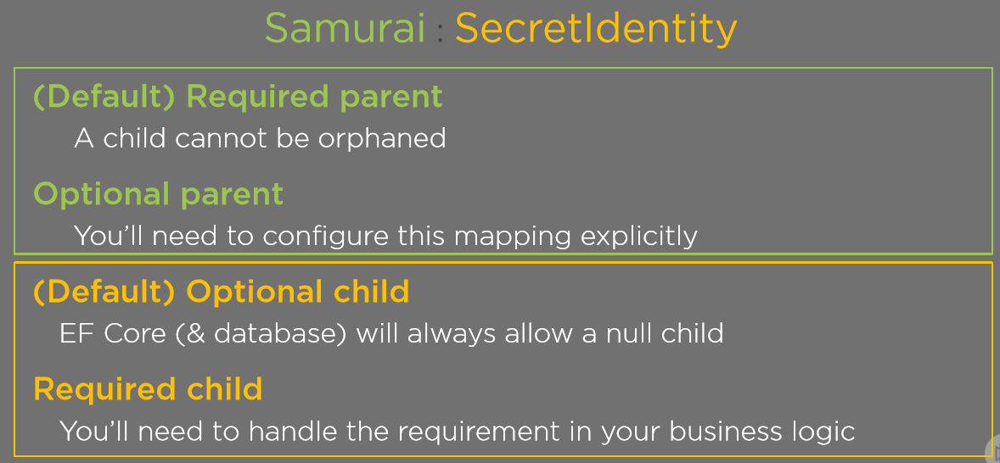 Samurai : SecretIdentity
(Default) Required parent
A child cannot be orphaned
Optional parent
You’ll need to configure this mapping explicitly
(Default) Optional child
EF Core (& database) will always allow a null child
Required child
You’ll need to handle the requirement in your business logic